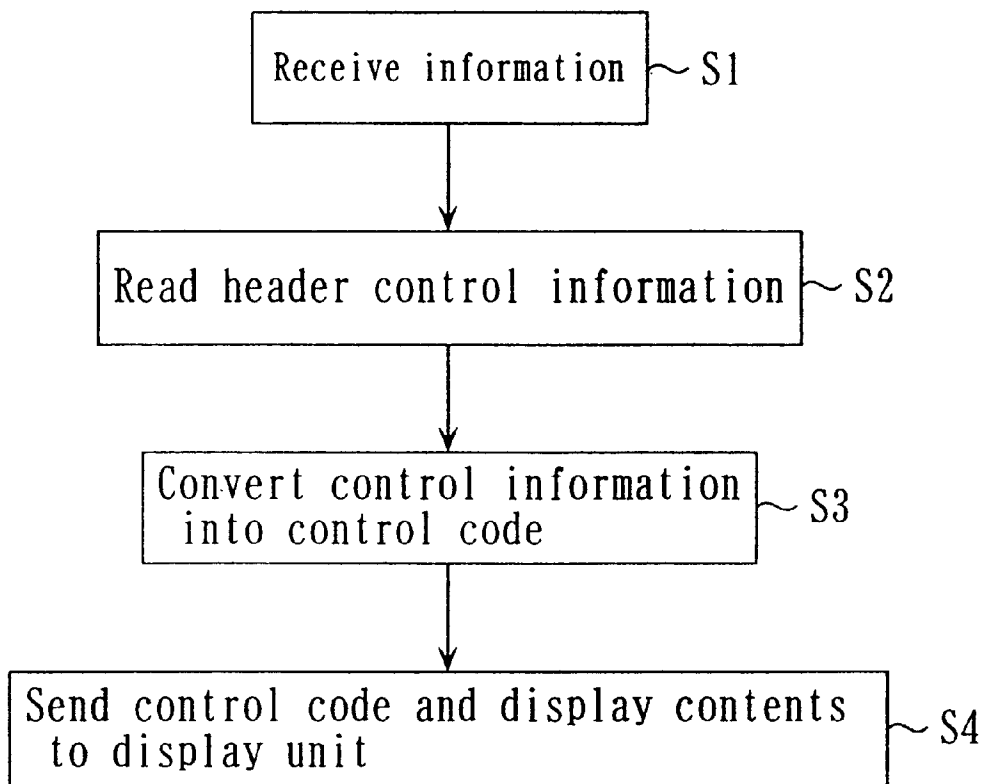 Receive information S1
Read header control information S2
Convert control information
into control code S3
Send control code and display contents
to display unit S4